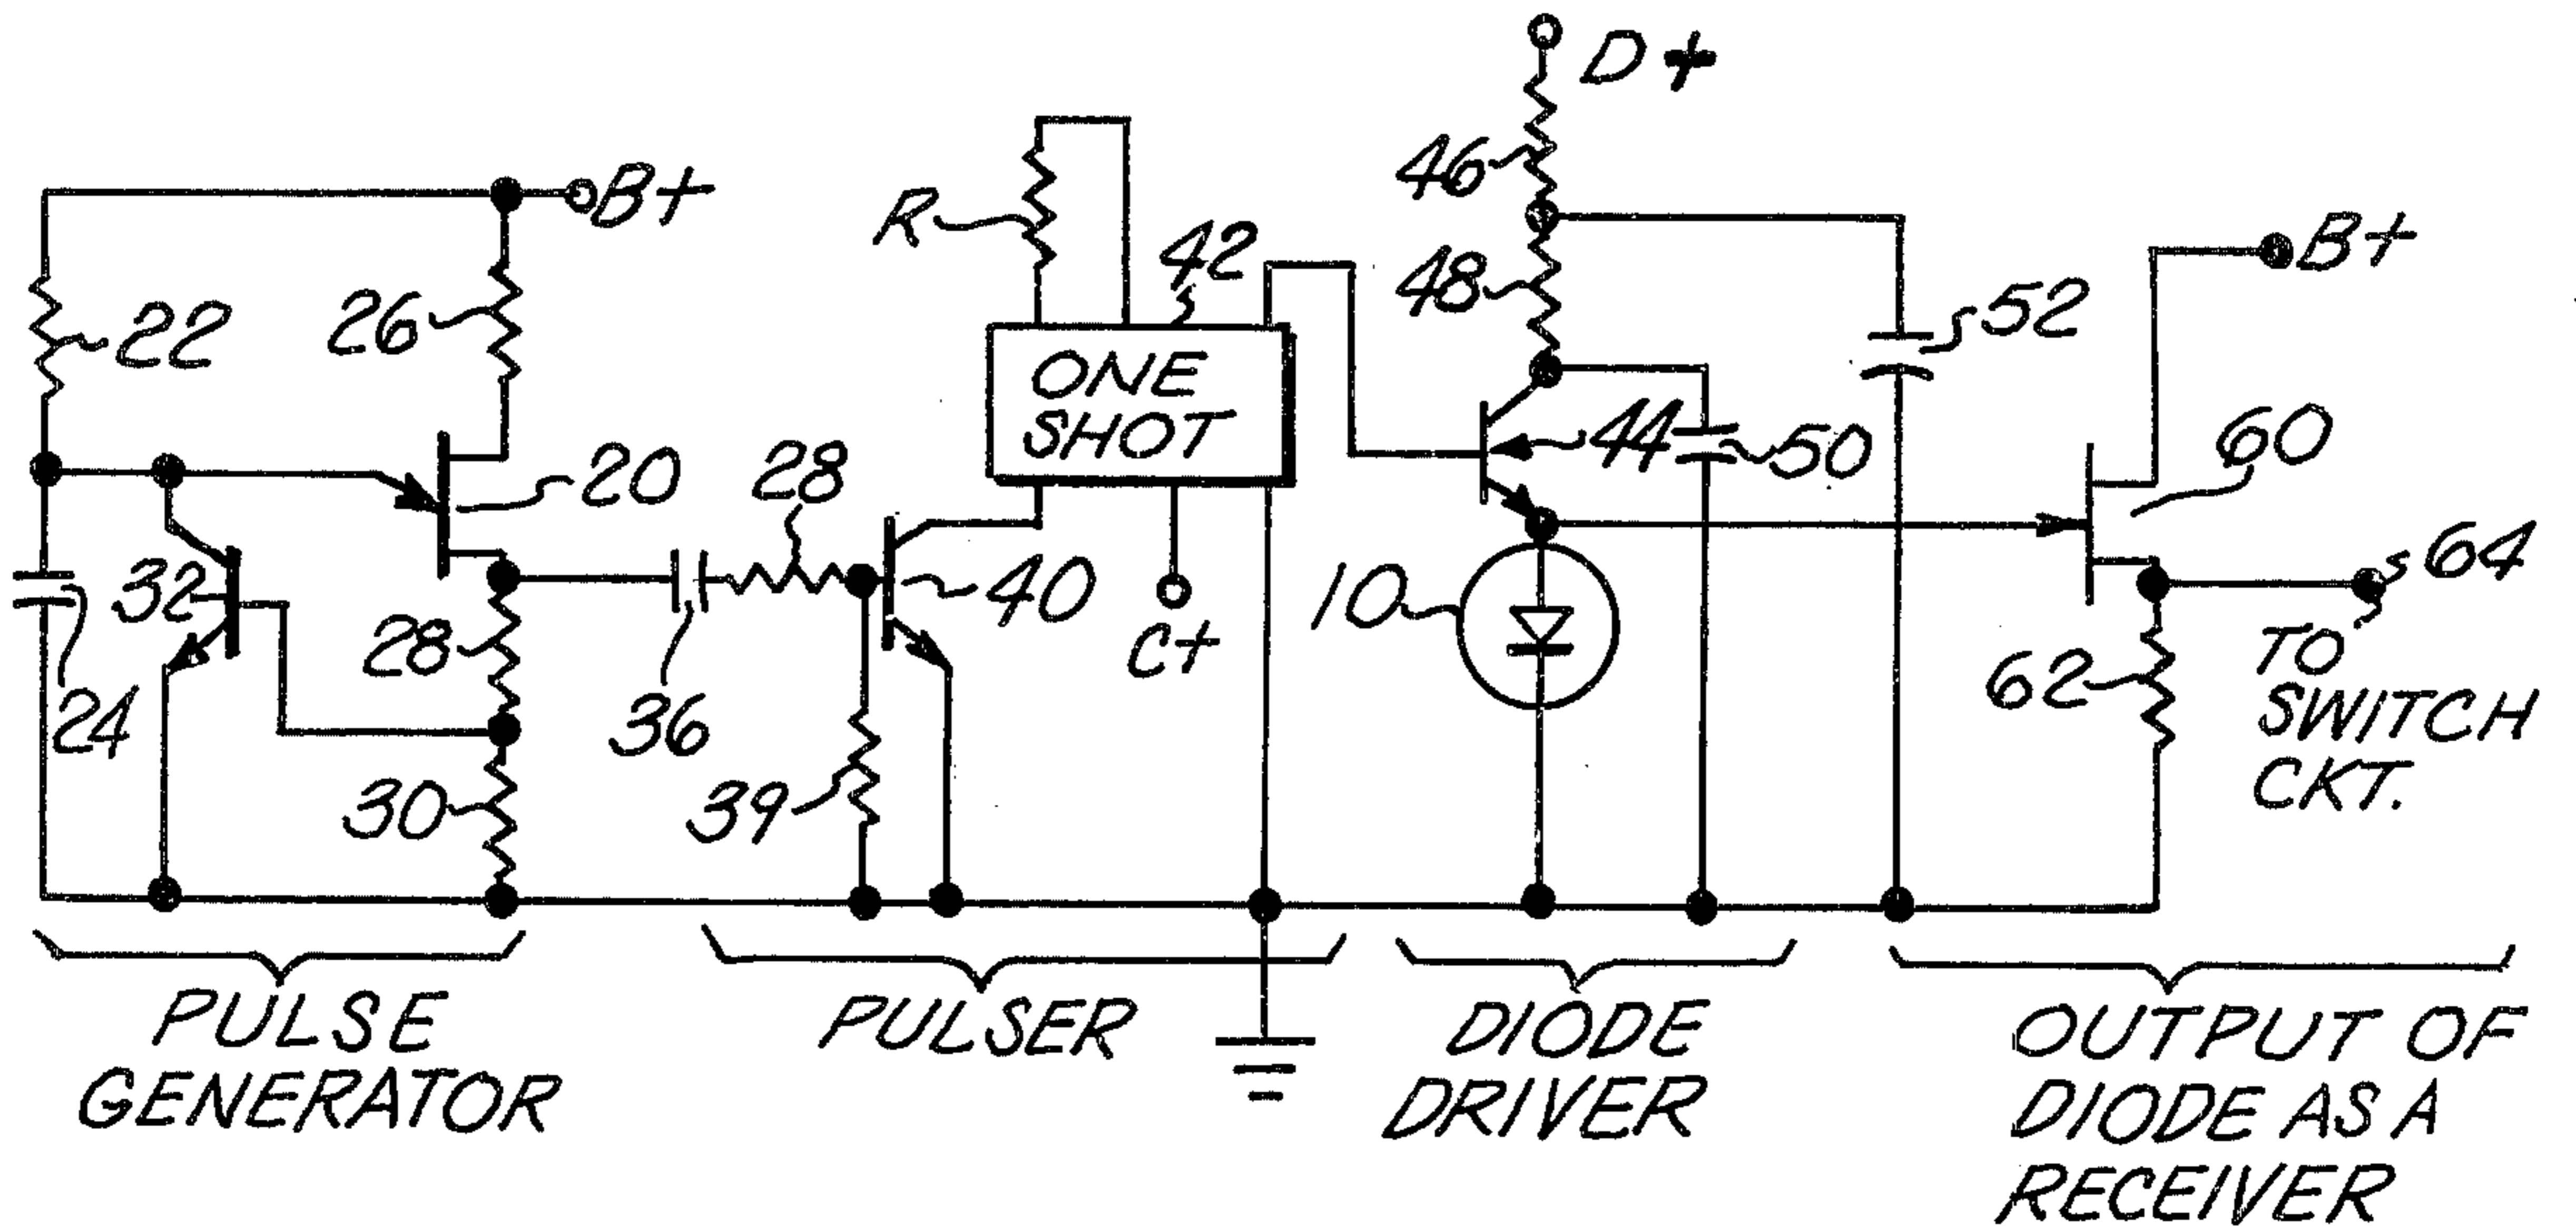 D+
46
B+
R
42
B+
22
26
48
52
ONE
SHOT
44
50
60
20
28
32
40
C+
10
64
24
28
36
TO
SWITCH
CKT.
62
30
39
PULSE
GENERATOR
PULSER
DIODE
DRIVER
OUTPUT OF
DIODE AS A
RECEIVER